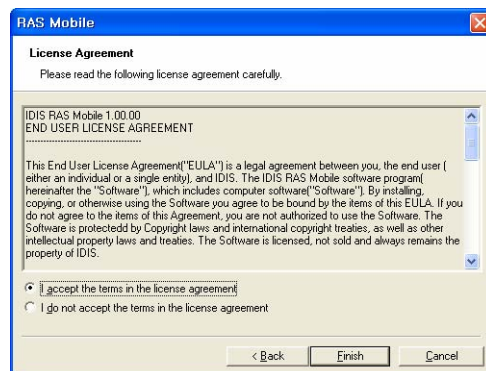 RAS Mobile
License Agreement
Please read the following license agreement carefully.
IDIS RAS Mobile 1.00.00
END USER LICENSE AGREEMENT
----------------------------------------
This End User License Agreement("EULA") is a legal agreement between you, the end user (
either an individual or a single entity), and IDIS. The IDIS RAS Mobile software program(
hereinafter the "Software"), which includes computer software("Software"). By installing,
copying, or otherwise using the Software you agree to be bound by the items of this EULA. If you
do not agree to the items of this Agreement, you are not authorized to use the Software. The
Software is protectedd by Copyright laws and international copyright treaties, as well as other
intellectual property laws and treaties. The Software is licensed, not sold and always remains the
property of IDIS.
I accept the terms in the license agreement
I do not accept the terms in the license agreement
< Back Finish Cancel